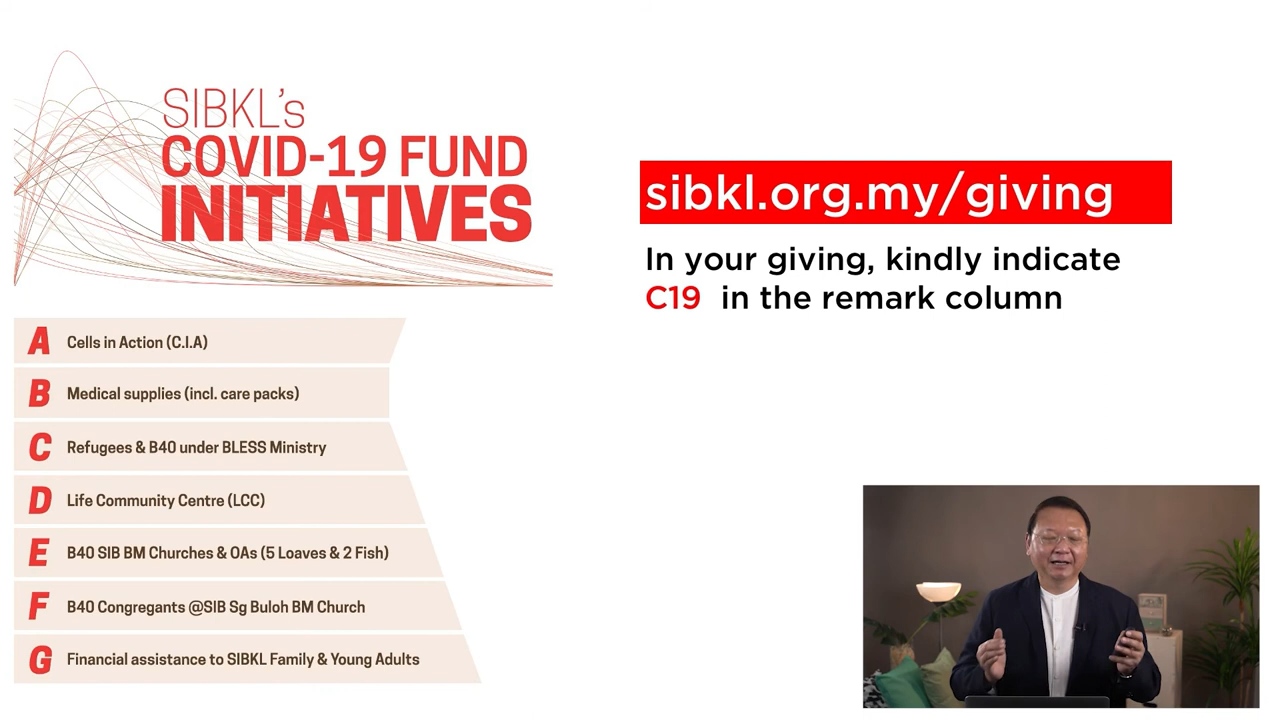 SIBKL's
COVID-19 FUND
INITIATIVES
A Cells in Action (C.I.A)
B Medical supplies (incl. care packs)
C Refugees & B40 under BLESS Ministry
D Life Community Centre (LCC)
E B40 SIB BM Churches & OAs (5 Loaves & 2 Fish)
F B40 Congregants @SIB Sg Buloh BM Church
G Financial assistance to SIBKL Family & Young Adults
sibkl.org.my/giving
In your giving, kindly indicate
C19 in the remark column